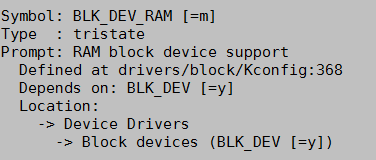 Symbol: BLK_DEV_RAM [=m]
Type  : tristate
Prompt: RAM block device support
  Defined at drivers/block/Kconfig:368
  Depends on: BLK_DEV [=y]
  Location:
    -> Device Drivers
      -> Block devices (BLK_DEV [=y])